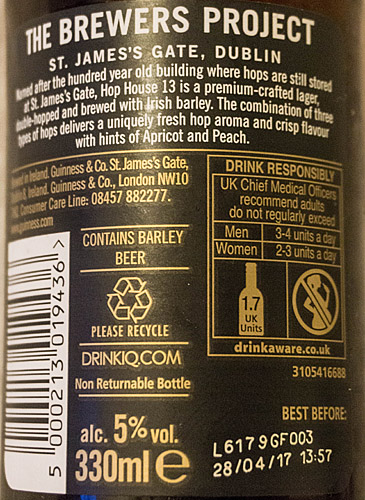 THE BREWERS PROJECT
ST. JAMES'S GATE, DUBLIN
Named after the hundred year old building where hops are still stored
at St. James's Gate, Hop House 13 is a premium-crafted lager,
double-hopped and brewed with Irish barley. The combination of three
types of hops delivers a uniquely fresh hop aroma and crisp flavour
with hints of Apricot and Peach.
in Ireland. Guinness & Co. St. James's Gate,
8, Ireland. and Guinness & Co., London NW10
Consumer Care Line: 08457 882277.
guinness.com
CONTAINS BARLEY
BEER
PLEASE RECYCLE
DRINKIQ.COM
Non Returnable Bottle
alc. 5% vol.
330ml e
5 000213 019436 >
DRINK RESPONSIBLY
UK Chief Medical Officers
recommend adults
do not regularly exceed
Men 3-4 units a day
Women 2-3 units a day
1.7
UK
Units
drinkaware.co.uk
3105416688
BEST BEFORE:
L6179GF003
28/04/17 13:57